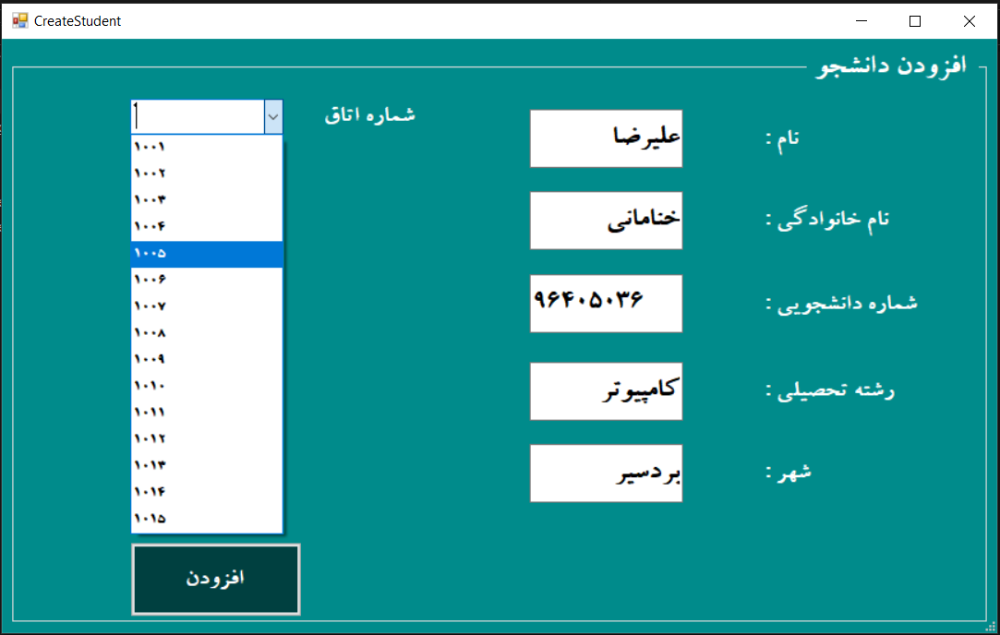 CreateStudent
افزودن دانشجو
نام :
علیرضا
نام خانوادگی :
خنامانی
شماره دانشجویی :
۹۶۴۰۵۰۳۶
رشته تحصیلی :
کامپیوتر
شهر :
بردسیر
شماره اتاق
۱
۱۰۰۱
۱۰۰۲
۱۰۰۳
۱۰۰۴
۱۰۰۵
۱۰۰۶
۱۰۰۷
۱۰۰۸
۱۰۰۹
۱۰۱۰
۱۰۱۱
۱۰۱۲
۱۰۱۳
۱۰۱۴
۱۰۱۵
افزودن